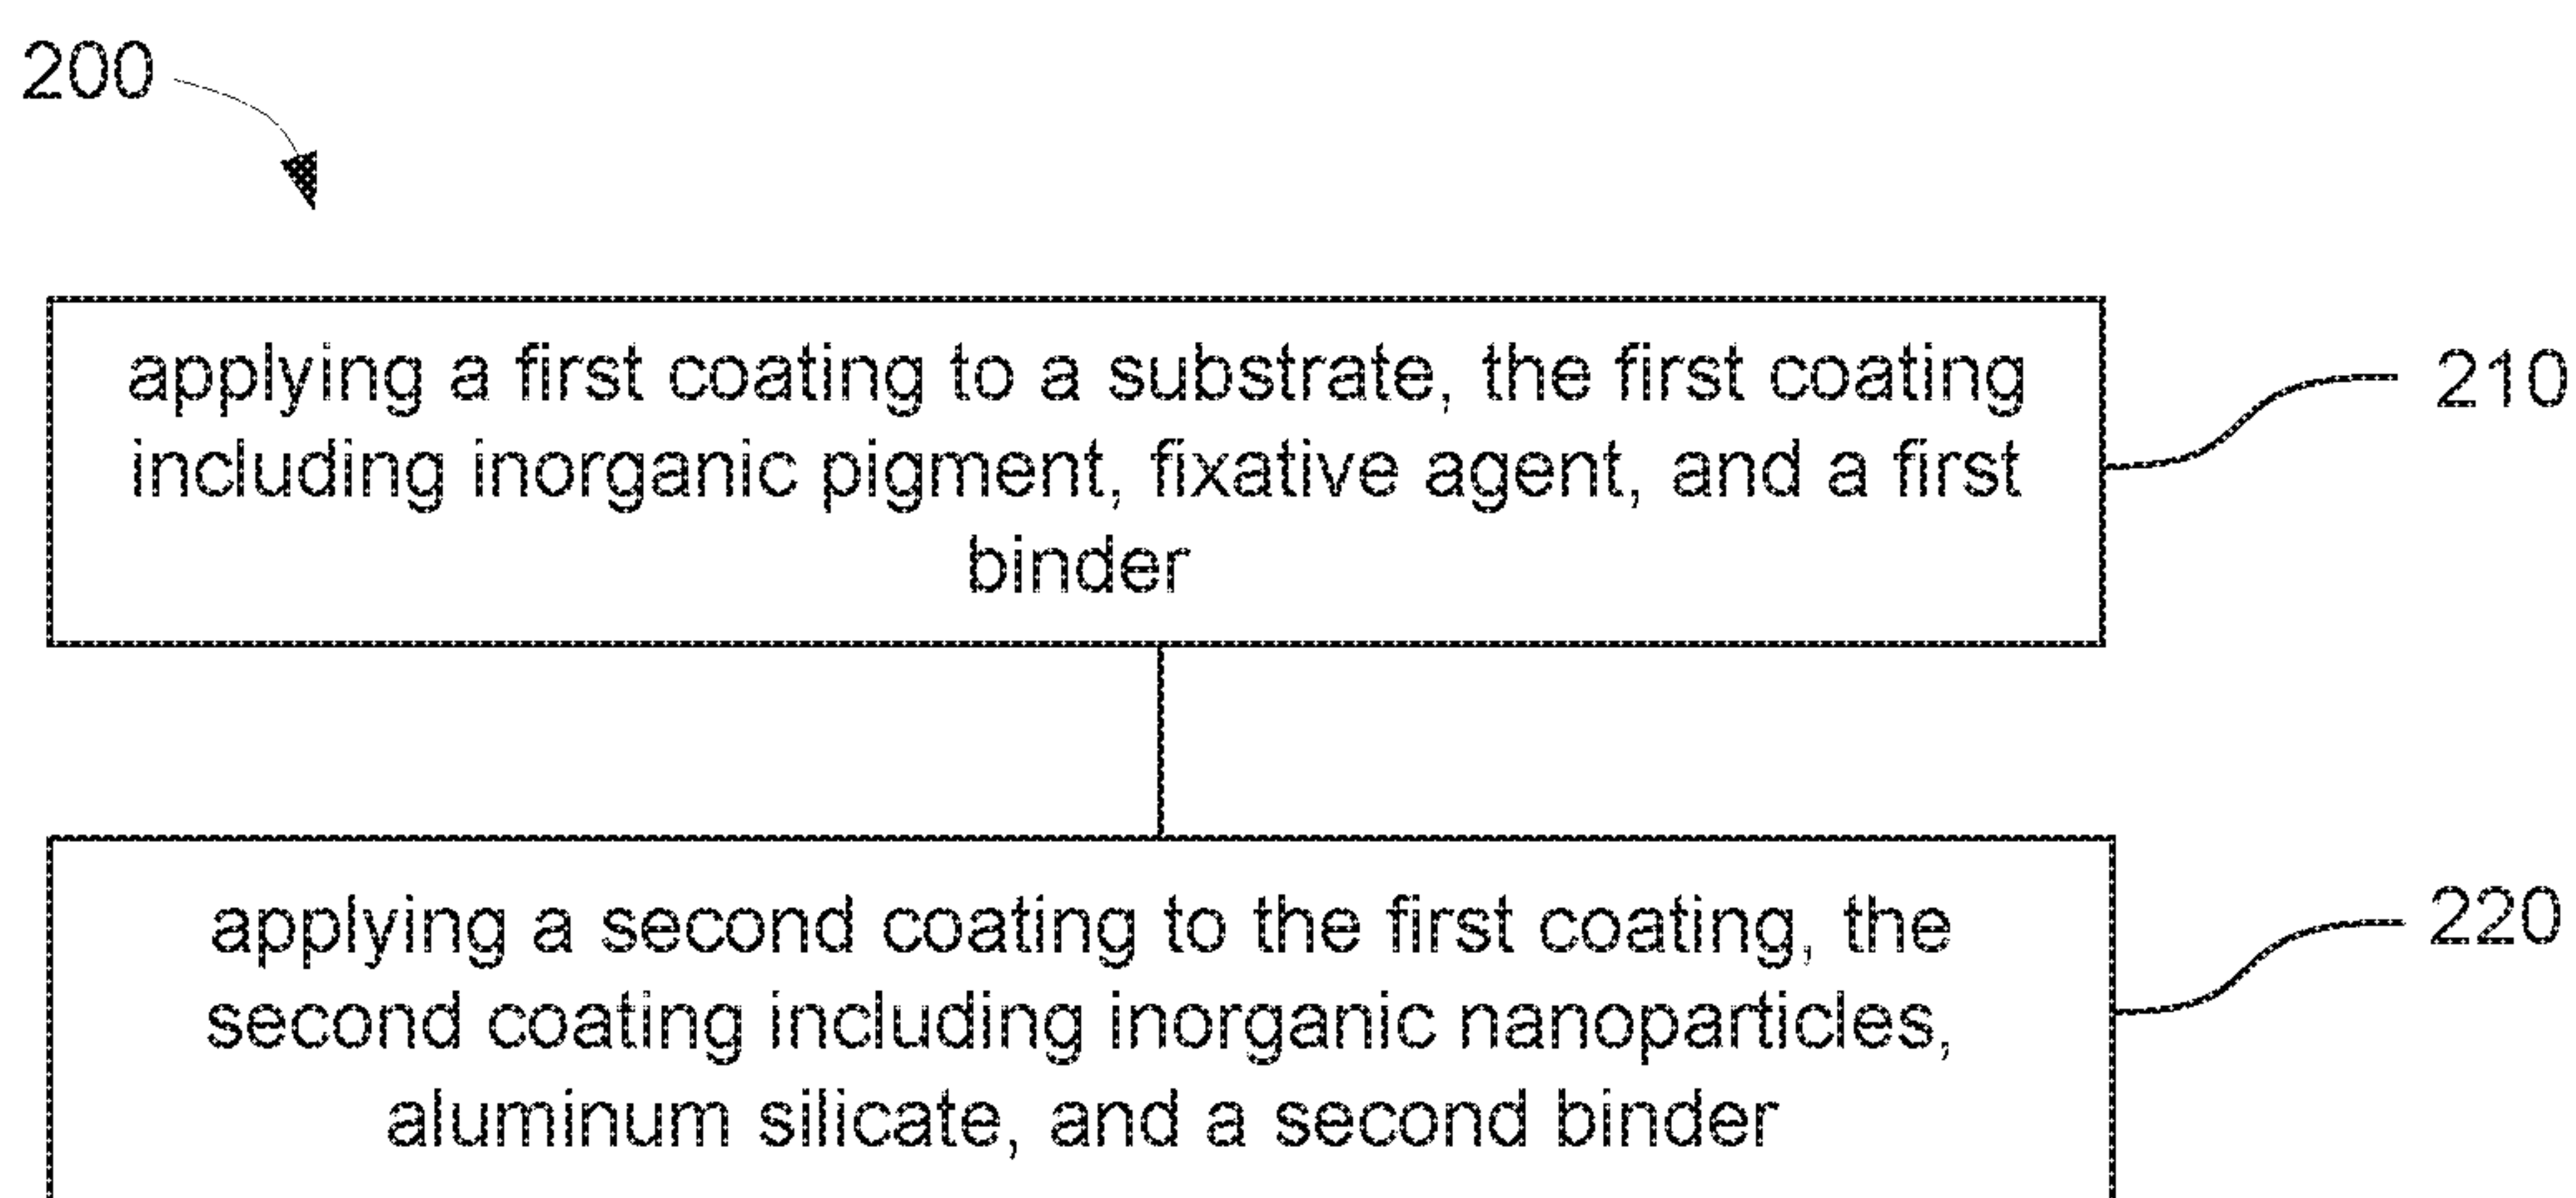 200
applying a first coating to a substrate, the first coating
including inorganic pigment, fixative agent, and a first
binder
210
applying a second coating to the first coating, the
second coating including inorganic nanoparticles,
aluminum silicate, and a second binder
220